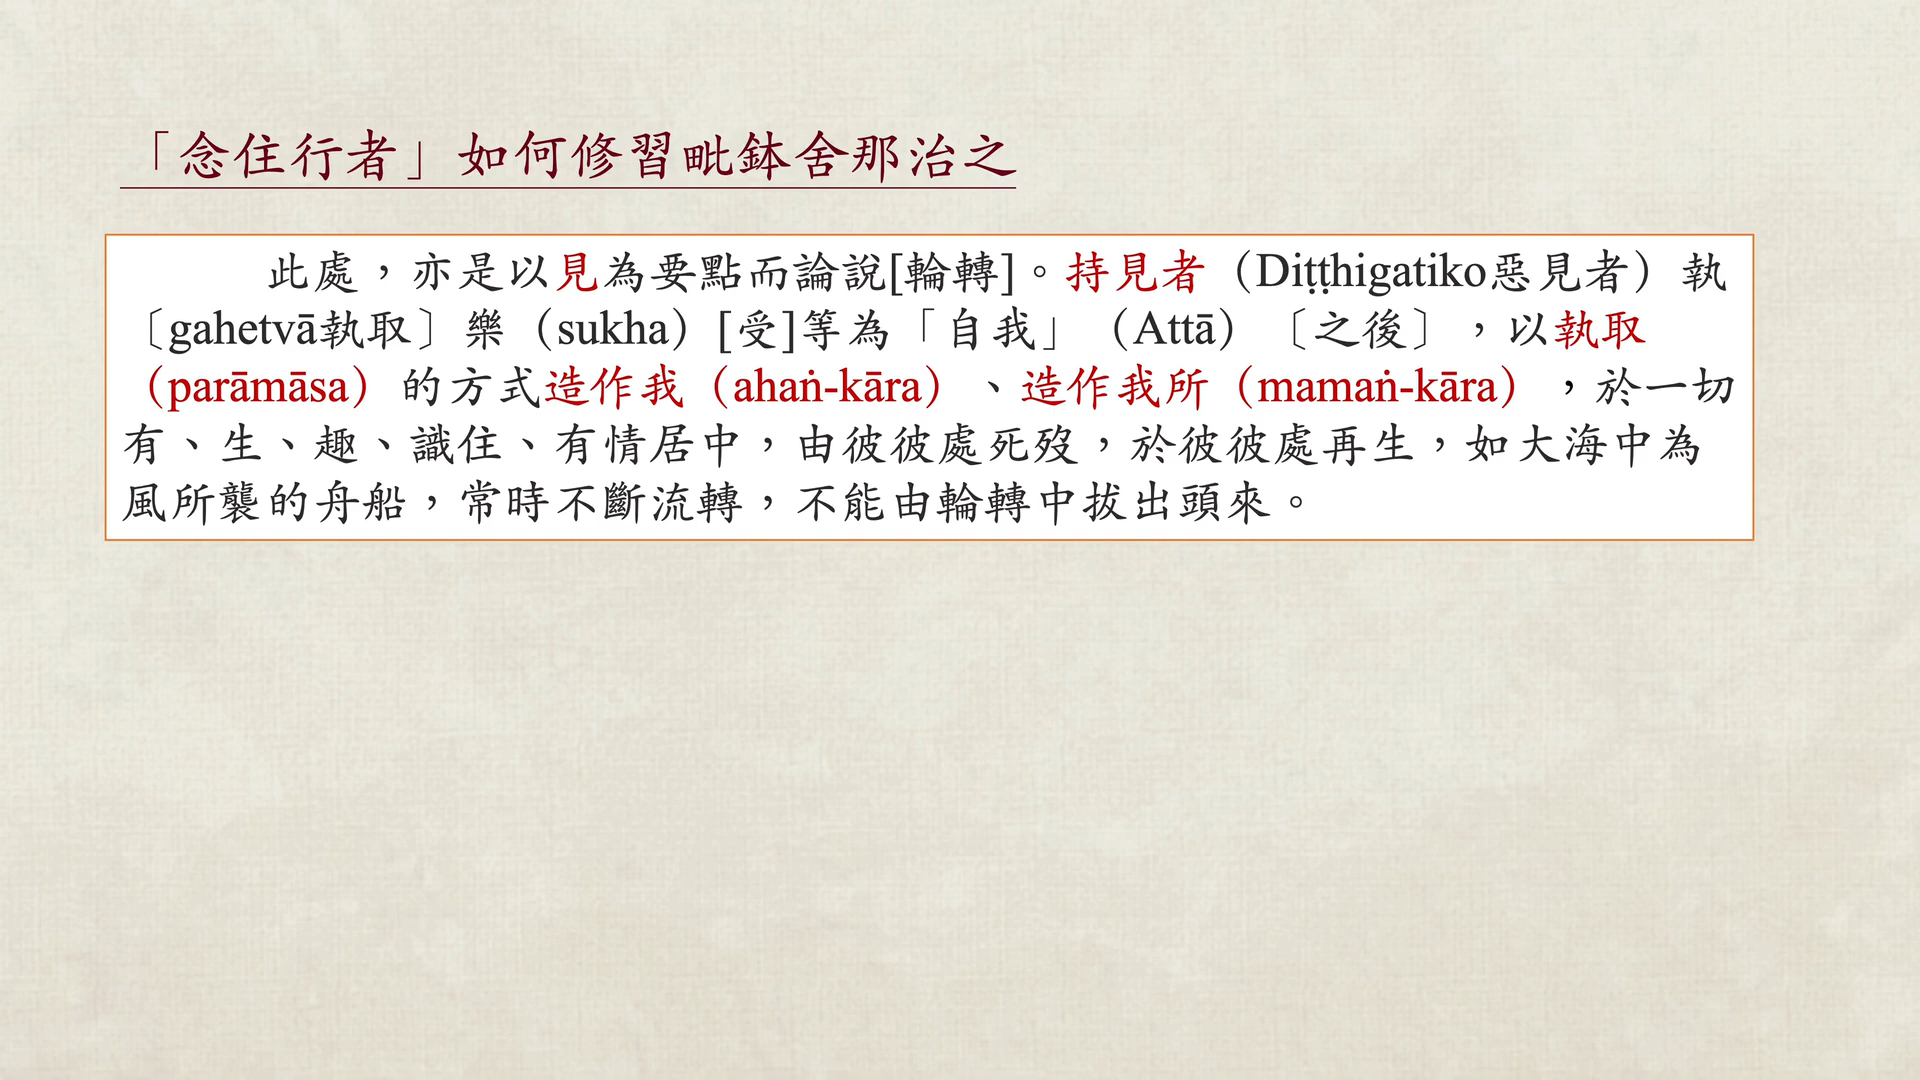 「念住行者」如何修習毗鉢舍那治之
此處，亦是以見為要點而論說[輪轉]。持見者（Diṭṭhigatiko惡見者）執
〔gahetvā執取〕樂（sukha）[受]等為「自我」（Attā）〔之後〕，以執取
（parāmāsa）的方式造作我（ahaṅ-kāra）、造作我所（mamaṅ-kāra），於一切
有、生、趣、識住、有情居中，由彼彼處死歿，於彼彼處再生，如大海中為
風所襲的舟船，常時不斷流轉，不能由輪轉中拔出頭來。